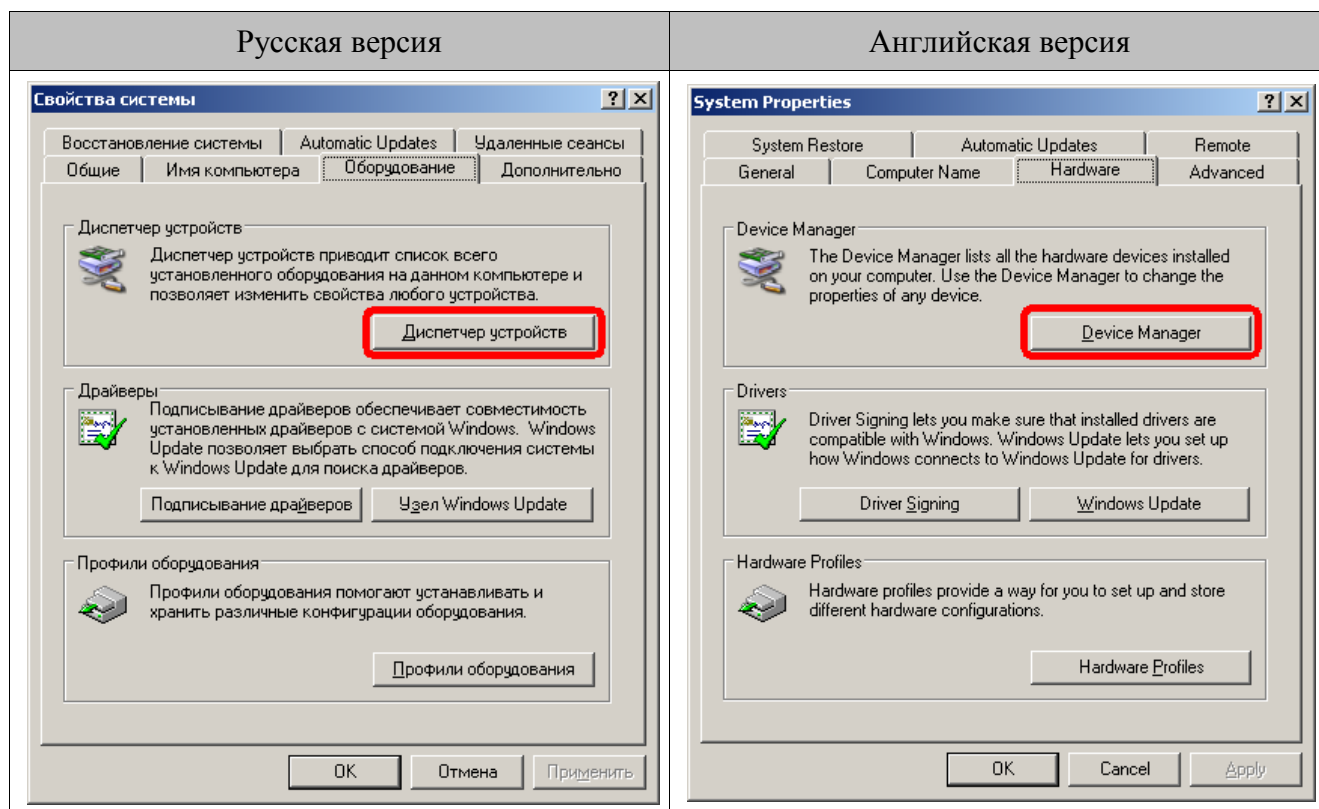 Русская версия
Английская версия
Свойства системы
Восстановление системы Automatic Updates Удаленные сеансы
Общие Имя компьютера Оборудование Дополнительно
Диспетчер устройств
Диспетчер устройств приводит список всего
установленного оборудования на данном компьютере и
позволяет изменить свойства любого устройства.
Диспетчер устройств
Драйверы
Подписывание драйверов обеспечивает совместимость
установленных драйверов с системой Windows. Windows
Update позволяет выбрать способ подключения системы
к Windows Update для поиска драйверов.
Подписывание драйверов Узел Windows Update
Профили оборудования
Профили оборудования помогают устанавливать и
хранить различные конфигурации оборудования.
Профили оборудования
OK Отмена Применить
System Properties
System Restore Automatic Updates Remote
General Computer Name Hardware Advanced
Device Manager
The Device Manager lists all the hardware devices installed
on your computer. Use the Device Manager to change the
properties of any device.
Device Manager
Drivers
Driver Signing lets you make sure that installed drivers are
compatible with Windows. Windows Update lets you set up
how Windows connects to Windows Update for drivers.
Driver Signing Windows Update
Hardware Profiles
Hardware profiles provide a way for you to set up and store
different hardware configurations.
Hardware Profiles
OK Cancel Apply